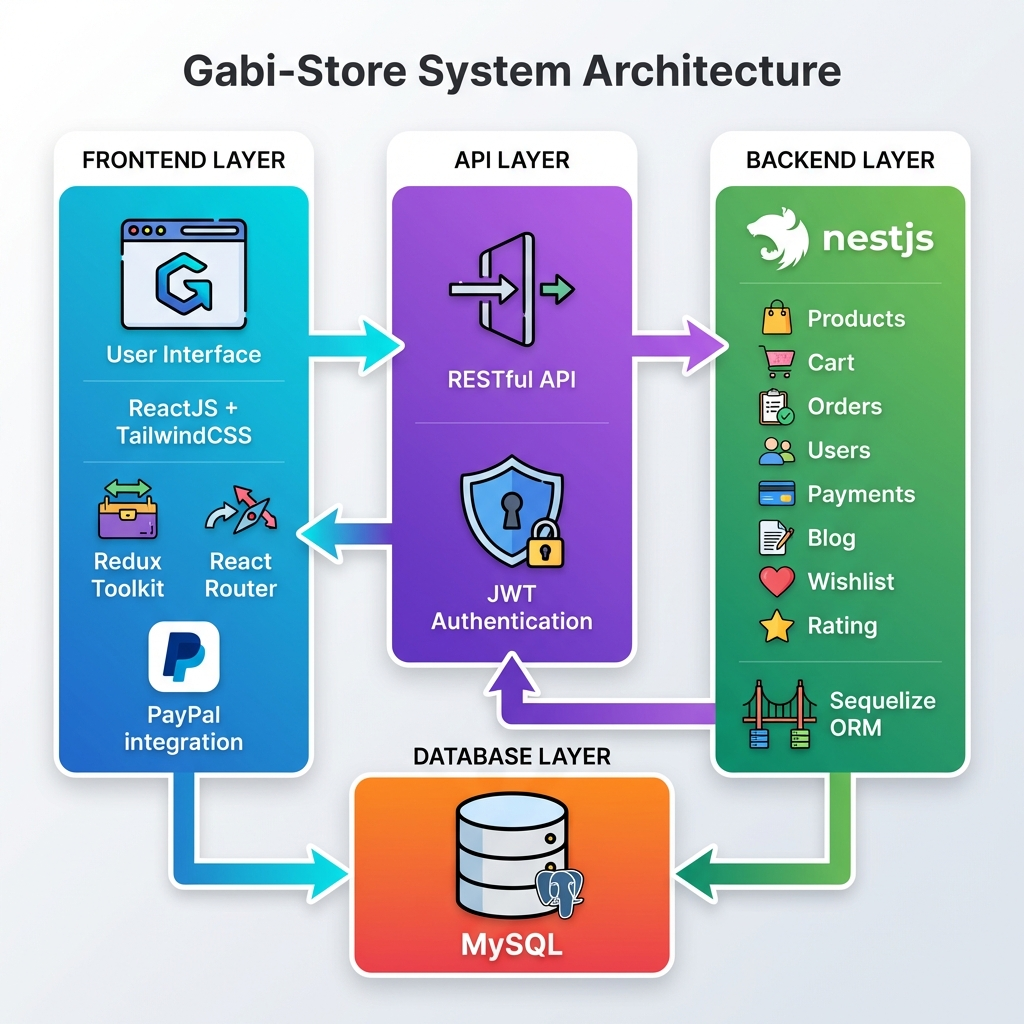 Gabi-Store System Architecture
FRONTEND LAYER
User Interface
ReactJS +
TailwindCSS
Redux
Toolkit
React
Router
PayPal
integration
API LAYER
RESTful API
JWT
Authentication
BACKEND LAYER
nestjs
Products
Cart
Orders
Users
Payments
Blog
Wishlist
Rating
Sequelize
ORM
DATABASE LAYER
MySQL